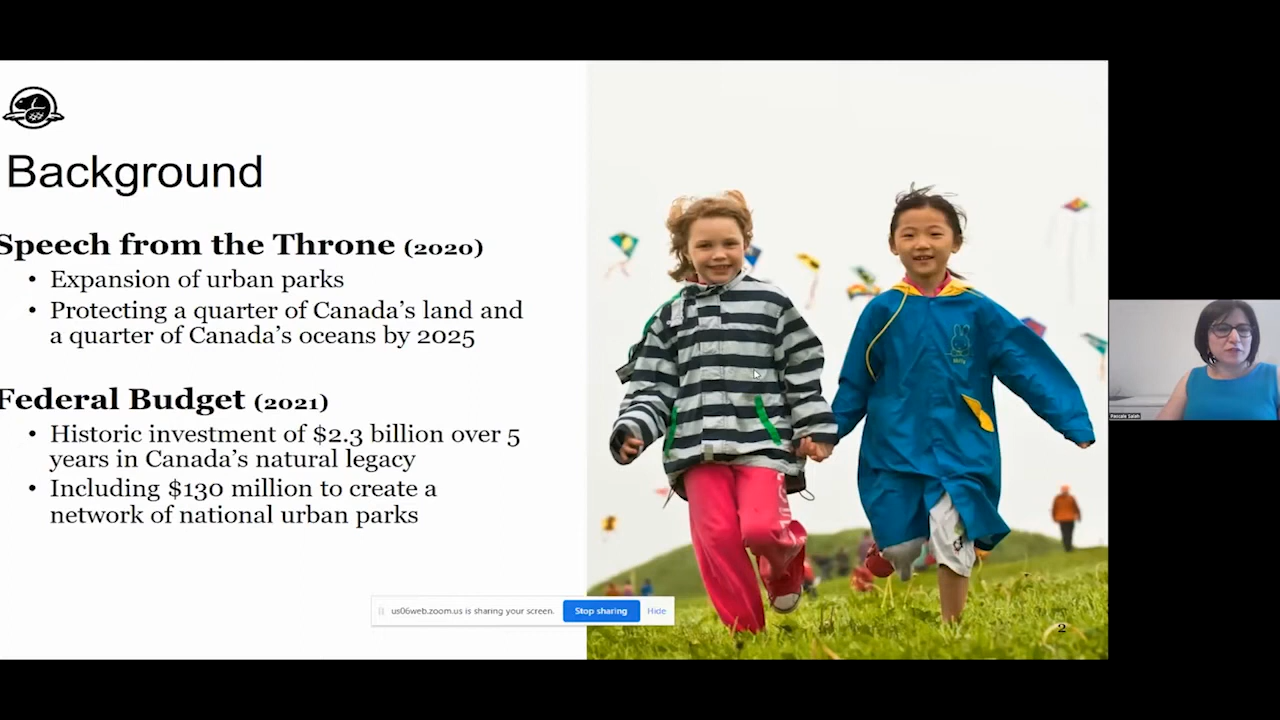 Background
Speech from the Throne (2020)
• Expansion of urban parks
• Protecting a quarter of Canada's land and
a quarter of Canada's oceans by 2025
Federal Budget (2021)
• Historic investment of $2.3 billion over 5
years in Canada's natural legacy
• Including $130 million to create a
network of national urban parks
us06web.zoom.us is sharing your screen.
Stop sharing
Hide
2
Pascale Salah